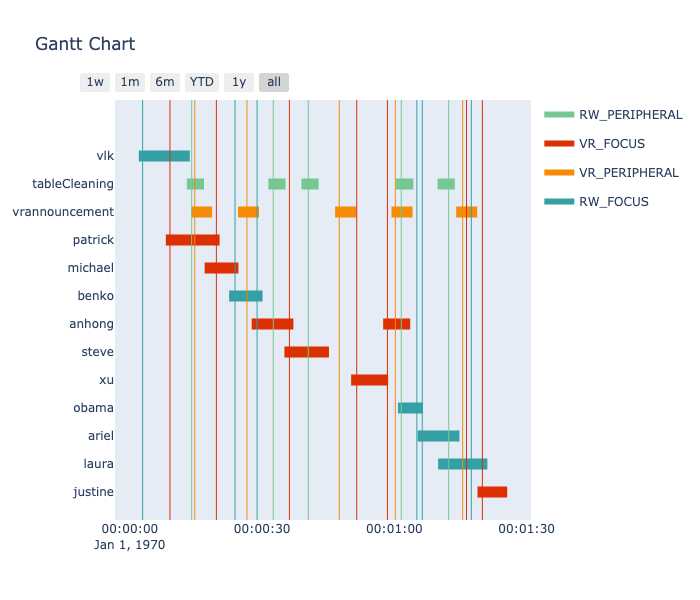 Gantt Chart
1w 1m 6m YTD 1y all
RW_PERIPHERAL
VR_FOCUS
VR_PERIPHERAL
RW_FOCUS
vlk
tableCleaning
vrannouncement
patrick
michael
benko
anhong
steve
xu
obama
ariel
laura
justine
00:00:00 00:00:30 00:01:00 00:01:30
Jan 1, 1970